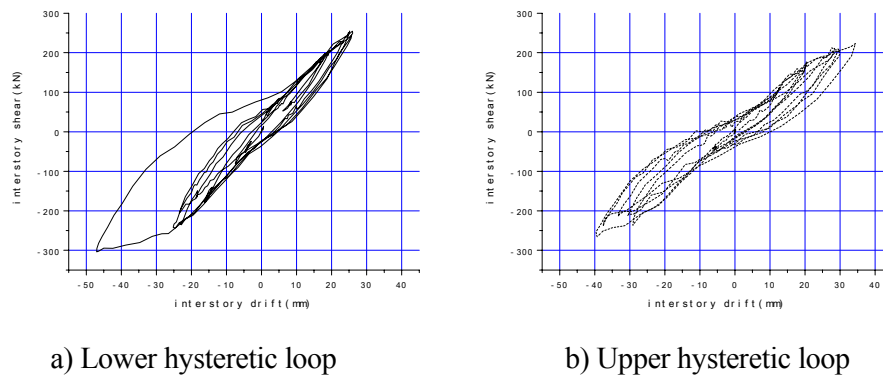 300
200
100
0
-100
-200
-300
interstory shear(kN)
-50 -40 -30 -20 -10 0 10 20 30 40
interstory drift(mm)
a) Lower hysteretic loop
300
200
100
0
-100
-200
-300
interstory shear(kN)
-50 -40 -30 -20 -10 0 10 20 30 40
interstory drift(mm)
b) Upper hysteretic loop